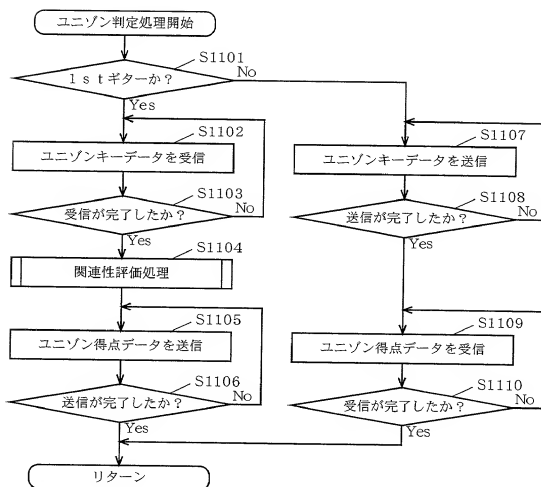 ユニゾン判定処理開始
S1101
1stギターか?
No
Yes
S1102
ユニゾンキーデータを受信
S1103
受信が完了したか?
No
Yes
S1104
関連性評価処理
S1105
ユニゾン得点データを送信
S1106
送信が完了したか?
No
Yes
リターン
S1107
ユニゾンキーデータを送信
S1108
送信が完了したか?
No
Yes
S1109
ユニゾン得点データを受信
S1110
受信が完了したか?
No
Yes